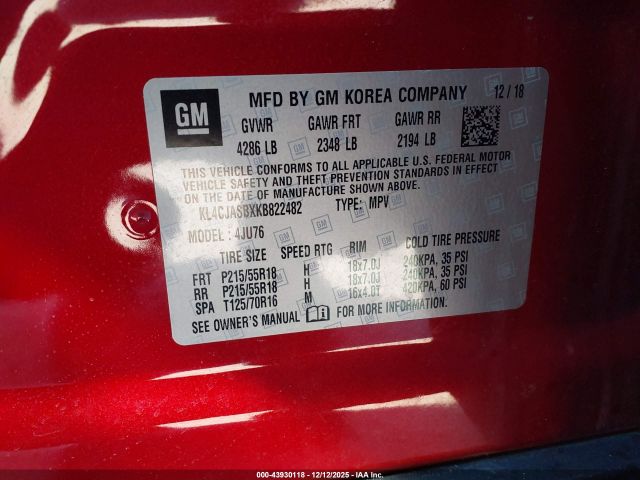 GM
MFD BY GM KOREA COMPANY 12/18
GVWR GAWR FRT GAWR RR
4286 LB 2348 LB 2194 LB
THIS VEHICLE CONFORMS TO ALL APPLICABLE U.S. FEDERAL MOTOR
VEHICLE SAFETY AND THEFT PREVENTION STANDARDS IN EFFECT
ON THE DATE OF MANUFACTURE SHOWN ABOVE.
KL4CJASBXKB822482 TYPE: MPV
MODEL: 4JU76
TIRE SIZE SPEED RTG RIM COLD TIRE PRESSURE
FRT P215/55R18 H 18x7.0J 240KPA, 35 PSI
RR P215/55R18 H 18x7.0J 240KPA, 35 PSI
SPA T125/70R16 M 16x4.0T 420KPA, 60 PSI
SEE OWNER'S MANUAL FOR MORE INFORMATION.
000-43930118 - 12/12/2025 - IAA Inc.